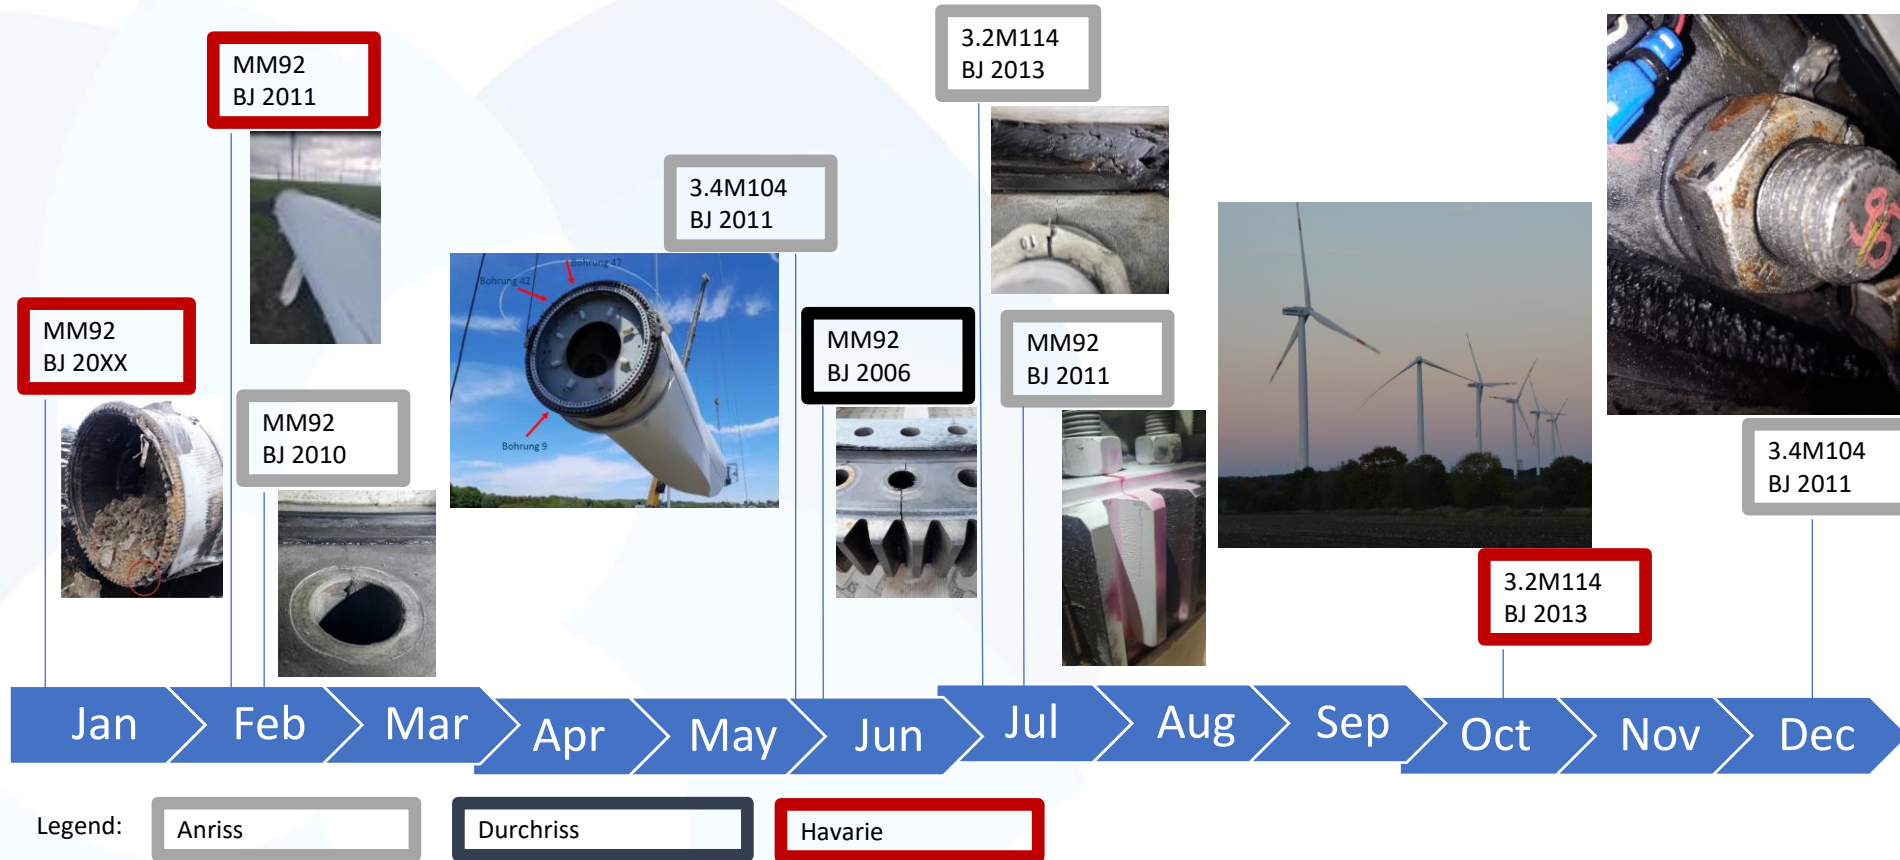 MM92
BJ 2011
3.2M114
BJ 2013
3.4M104
BJ 2011
Bohrung 47
Bohrung 42
Bohrung 9
MM92
BJ 20XX
MM92
BJ 2010
MM92
BJ 2006
MM92
BJ 2011
10
3.4M104
BJ 2011
3.2M114
BJ 2013
Jan
Feb
Mar
Apr
May
Jun
Jul
Aug
Sep
Oct
Nov
Dec
Legend:
Anriss
Durchriss
Havarie